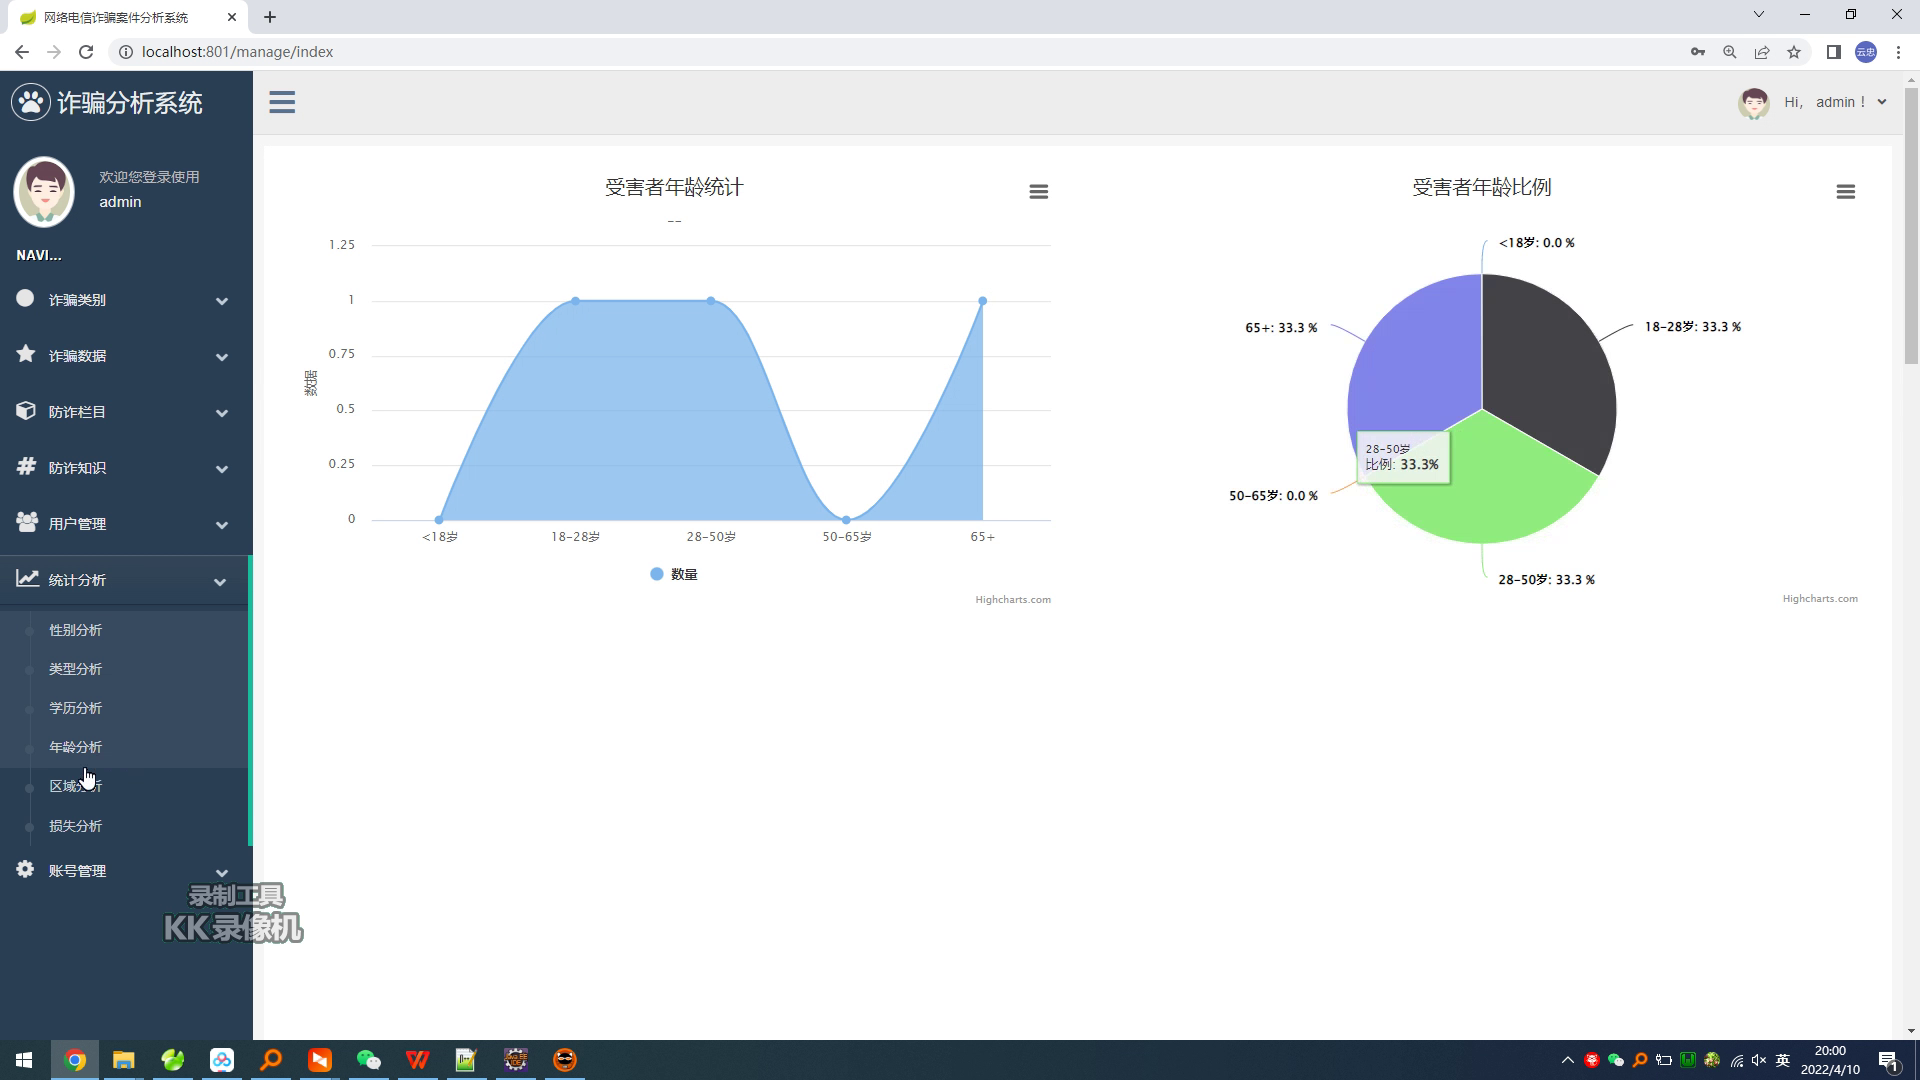 网络电信诈骗案件分析系统
localhost:801/manage/index
云忠
诈骗分析系统
Hi, admin !
欢迎您登录使用
admin
NAVI...
诈骗类别
诈骗数据
防诈栏目
防诈知识
用户管理
统计分析
性别分析
类型分析
学历分析
年龄分析
区域分析
损失分析
账号管理
录制工具
KK录像机
受害者年龄统计
--
1.25
1
0.75
0.5
0.25
0
数据
<18岁
18-28岁
28-50岁
50-65岁
65+
数量
Highcharts.com
受害者年龄比例
<18岁: 0.0 %
65+: 33.3 %
18-28岁: 33.3 %
28-50岁
比例: 33.3%
50-65岁: 0.0 %
28-50岁: 33.3 %
Highcharts.com
英
20:00
2022/4/10
1